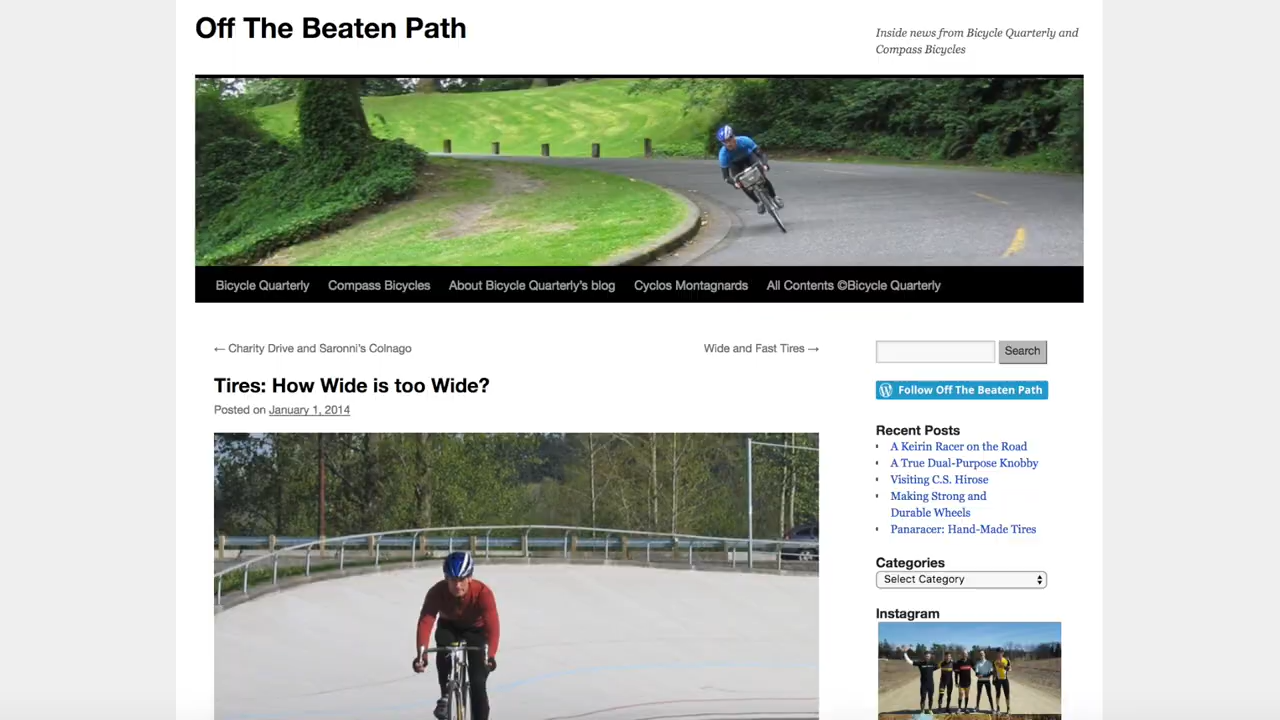 Off The Beaten Path
Inside news from Bicycle Quarterly and
Compass Bicycles
Bicycle Quarterly Compass Bicycles About Bicycle Quarterly's blog Cyclos Montagnards All Contents ©Bicycle Quarterly
← Charity Drive and Saronni's Colnago
Wide and Fast Tires →
Tires: How Wide is too Wide?
Posted on January 1, 2014
Search
Follow Off The Beaten Path
Recent Posts
A Keirin Racer on the Road
A True Dual-Purpose Knobby
Visiting C.S. Hirose
Making Strong and
Durable Wheels
Panaracer: Hand-Made Tires
Categories
Select Category
Instagram